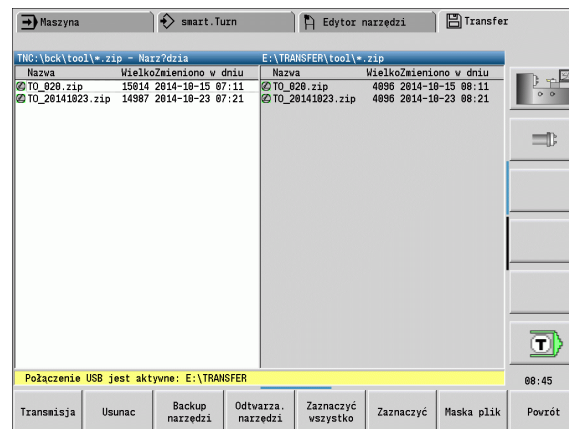 Maszyna smart.Turn Edytor narzędzi Transfer
TNC:\bck\tool\*.zip - Narz?dzia E:\TRANSFER\tool\*.zip
Nazwa WielkoZmieniono w dniu Nazwa WielkoZmieniono w dniu
TO_020.zip 15014 2014-10-15 07:11 TO_020.zip 4096 2014-10-15 08:11
TO_20141023.zip 14987 2014-10-23 07:21 TO_20141023.zip 4096 2014-10-23 08:21
T
Połączenie USB jest aktywne: E:\TRANSFER
08:45
Transmisja Usunac Backup narzędzi Odtwarza. narzędzi Zaznaczyć wszystko Zaznaczyć Maska plik Powrót